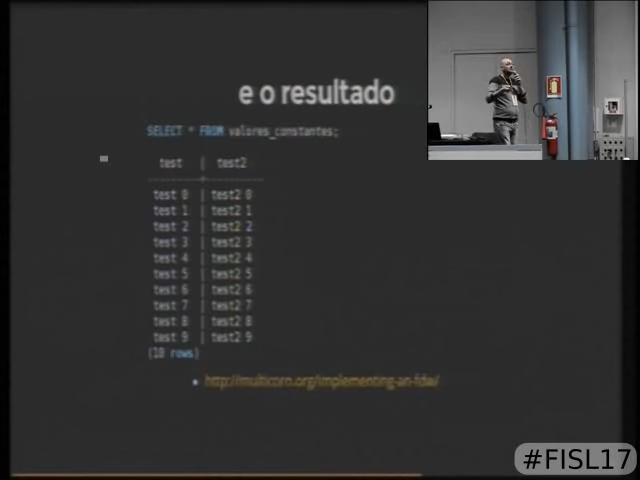 e o resultado
SELECT * FROM valores_constantes;
test | test2
test 0 | test2 0
test 1 | test2 1
test 2 | test2 2
test 3 | test2 3
test 4 | test2 4
test 5 | test2 5
test 6 | test2 6
test 7 | test2 7
test 8 | test2 8
test 9 | test2 9
(10 rows)
http://multicorn.org/implementing-an-fdw/
#FISL17